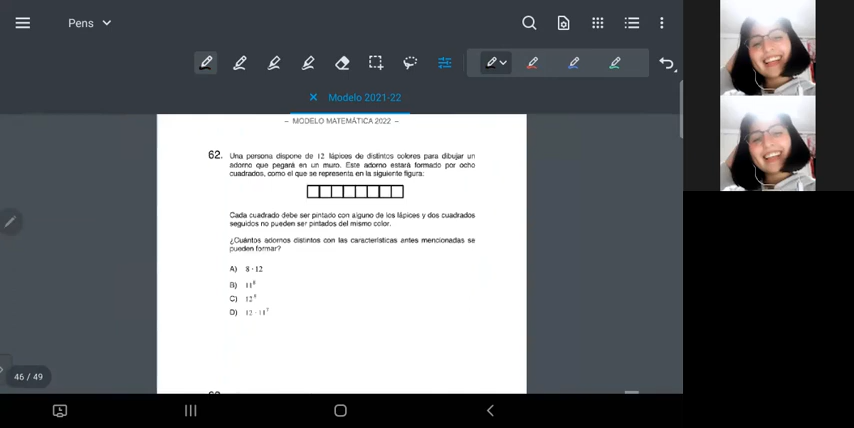 Pens
Modelo 2021-22
– MODELO MATEMÁTICA 2022 –
62. Una persona dispone de 12 lápices de distintos colores para dibujar un
adorno que pegará en un muro. Este adorno estará formado por ocho
cuadrados, como el que se representa en la siguiente figura:
Cada cuadrado debe ser pintado con alguno de los lápices y dos cuadrados
seguidos no pueden ser pintados del mismo color.
¿Cuántos adornos distintos con las características antes mencionadas se
pueden formar?
A) 8 · 12
B) 11⁸
C) 12⁸
D) 12 · 11⁷
46 / 49